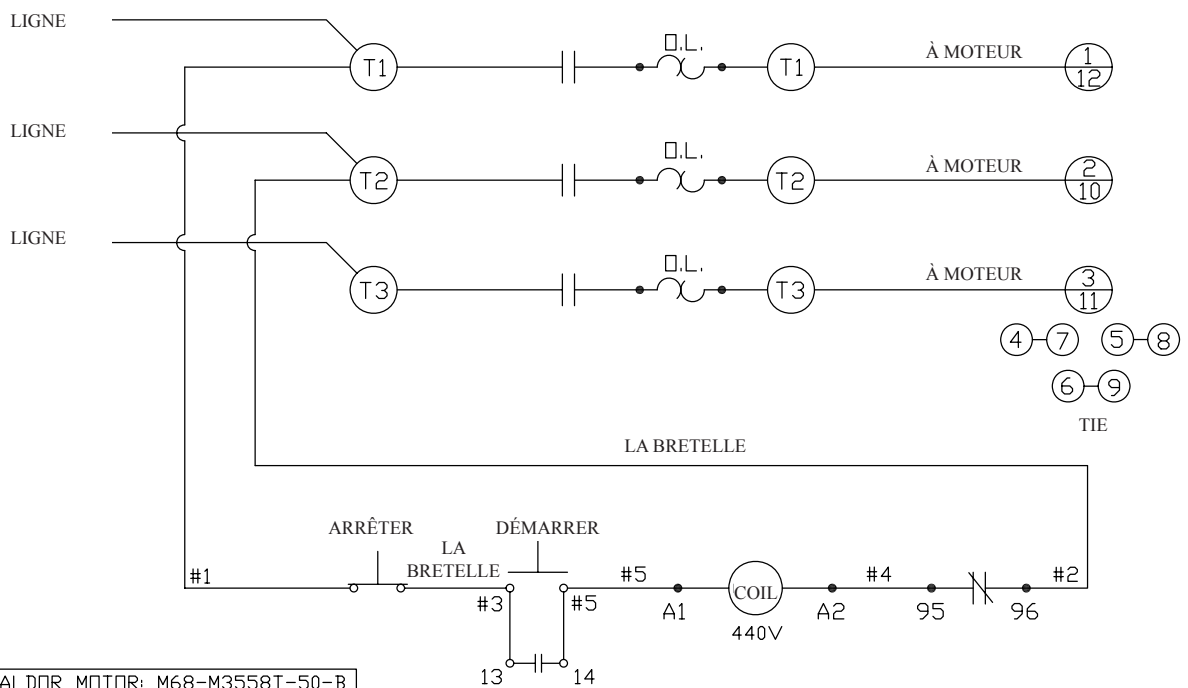 LIGNE
T1
O.L.
T1
À MOTEUR
1
12
LIGNE
T2
O.L.
T2
À MOTEUR
2
10
LIGNE
T3
O.L.
T3
À MOTEUR
3
11
4 7 5 8
6 9
TIE
LA BRETELLE
ARRÊTER
LA
BRETELLE
DÉMARRER
#1
#3
#5
#5
A1
COIL
440V
A2
#4
95
96
#2
13
14
ALDOR MOTOR: M68-M3558T-50-B